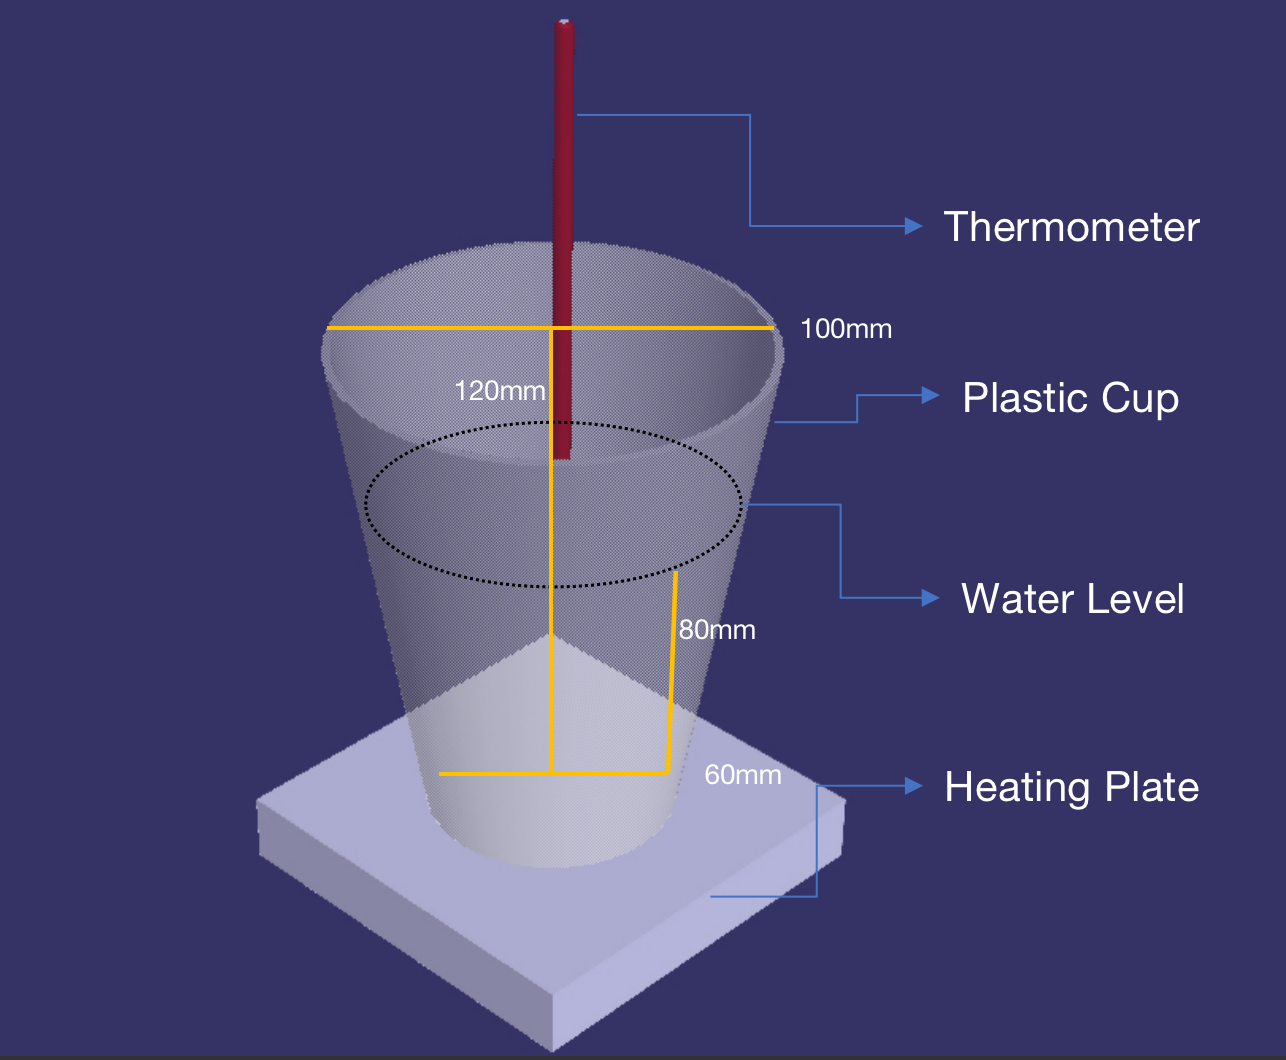 Thermometer
100mm
120mm
Plastic Cup
Water Level
80mm
60mm
Heating Plate